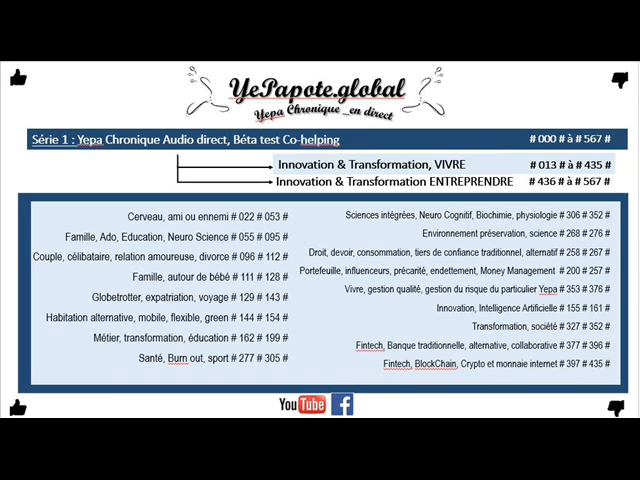 YePapote.global
Yepa Chronique _en direct
Série 1 : Yepa Chronique Audio direct, Béta test Co-helping # 000 # à # 567 #
Innovation & Transformation, VIVRE # 013 # à # 435 #
Innovation & Transformation ENTREPRENDRE # 436 # à # 567 #
Cerveau, ami ou ennemi # 022 # 053 #
Famille, Ado, Education, Neuro Science # 055 # 095 #
Couple, célibataire, relation amoureuse, divorce # 096 # 112 #
Famille, autour de bébé # 111 # 128 #
Globetrotter, expatriation, voyage # 129 # 143 #
Habitation alternative, mobile, flexible, green # 144 # 154 #
Métier, transformation, éducation # 162 # 199 #
Santé, Burn out, sport # 277 # 305 #
Sciences intégrées, Neuro Cognitif, Biochimie, physiologie # 306 # 352 #
Environnement préservation, science # 268 # 276 #
Droit, devoir, consommation, tiers de confiance traditionnel, alternatif # 258 # 267 #
Portefeuille, influenceurs, précarité, endettement, Money Management # 200 # 257 #
Vivre, gestion qualité, gestion du risque du particulier Yepa # 353 # 376 #
Innovation, Intelligence Artificielle # 155 # 161 #
Transformation, société # 327 # 352 #
Fintech, Banque traditionnelle, alternative, collaborative # 377 # 396 #
Fintech, BlockChain, Crypto et monnaie internet # 397 # 435 #
YouTube f